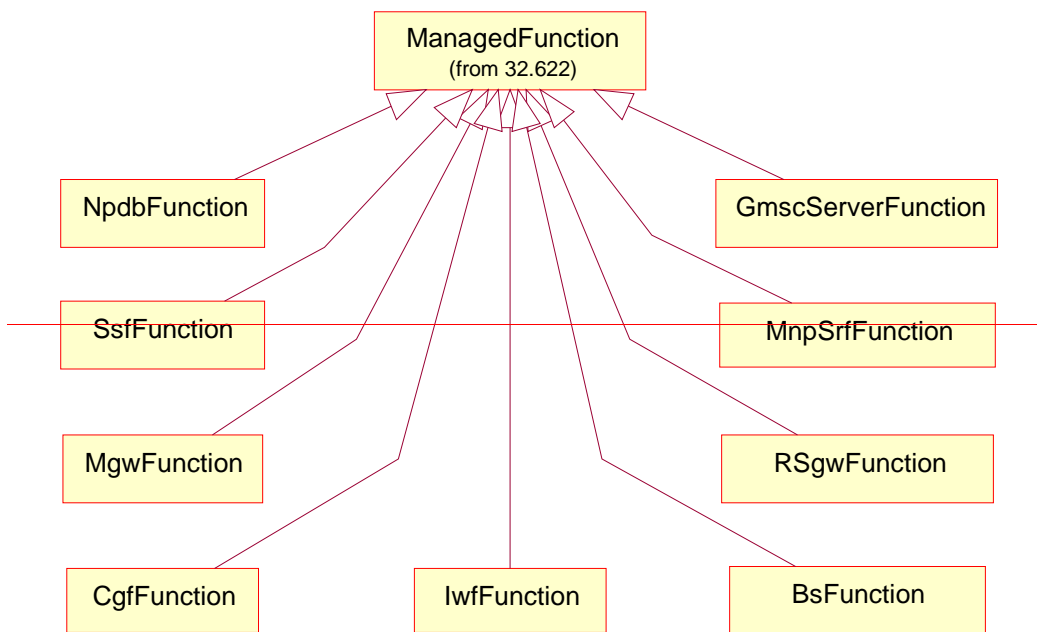 ManagedFunction
(from 32.622)
NpdbFunction
GmscServerFunction
SsfFunction
MnpSrfFunction
MgwFunction
RSgwFunction
CgfFunction
IwfFunction
BsFunction